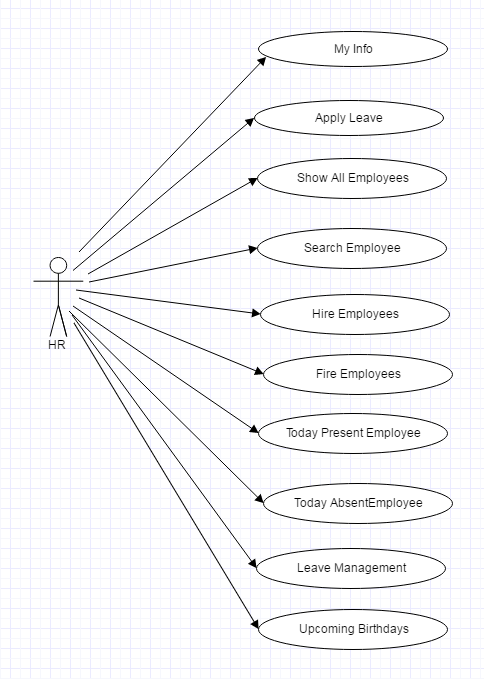 My Info
Apply Leave
Show All Employees
Search Employee
Hire Employees
HR
Fire Employees
Today Present Employee
Today AbsentEmployee
Leave Management
Upcoming Birthdays